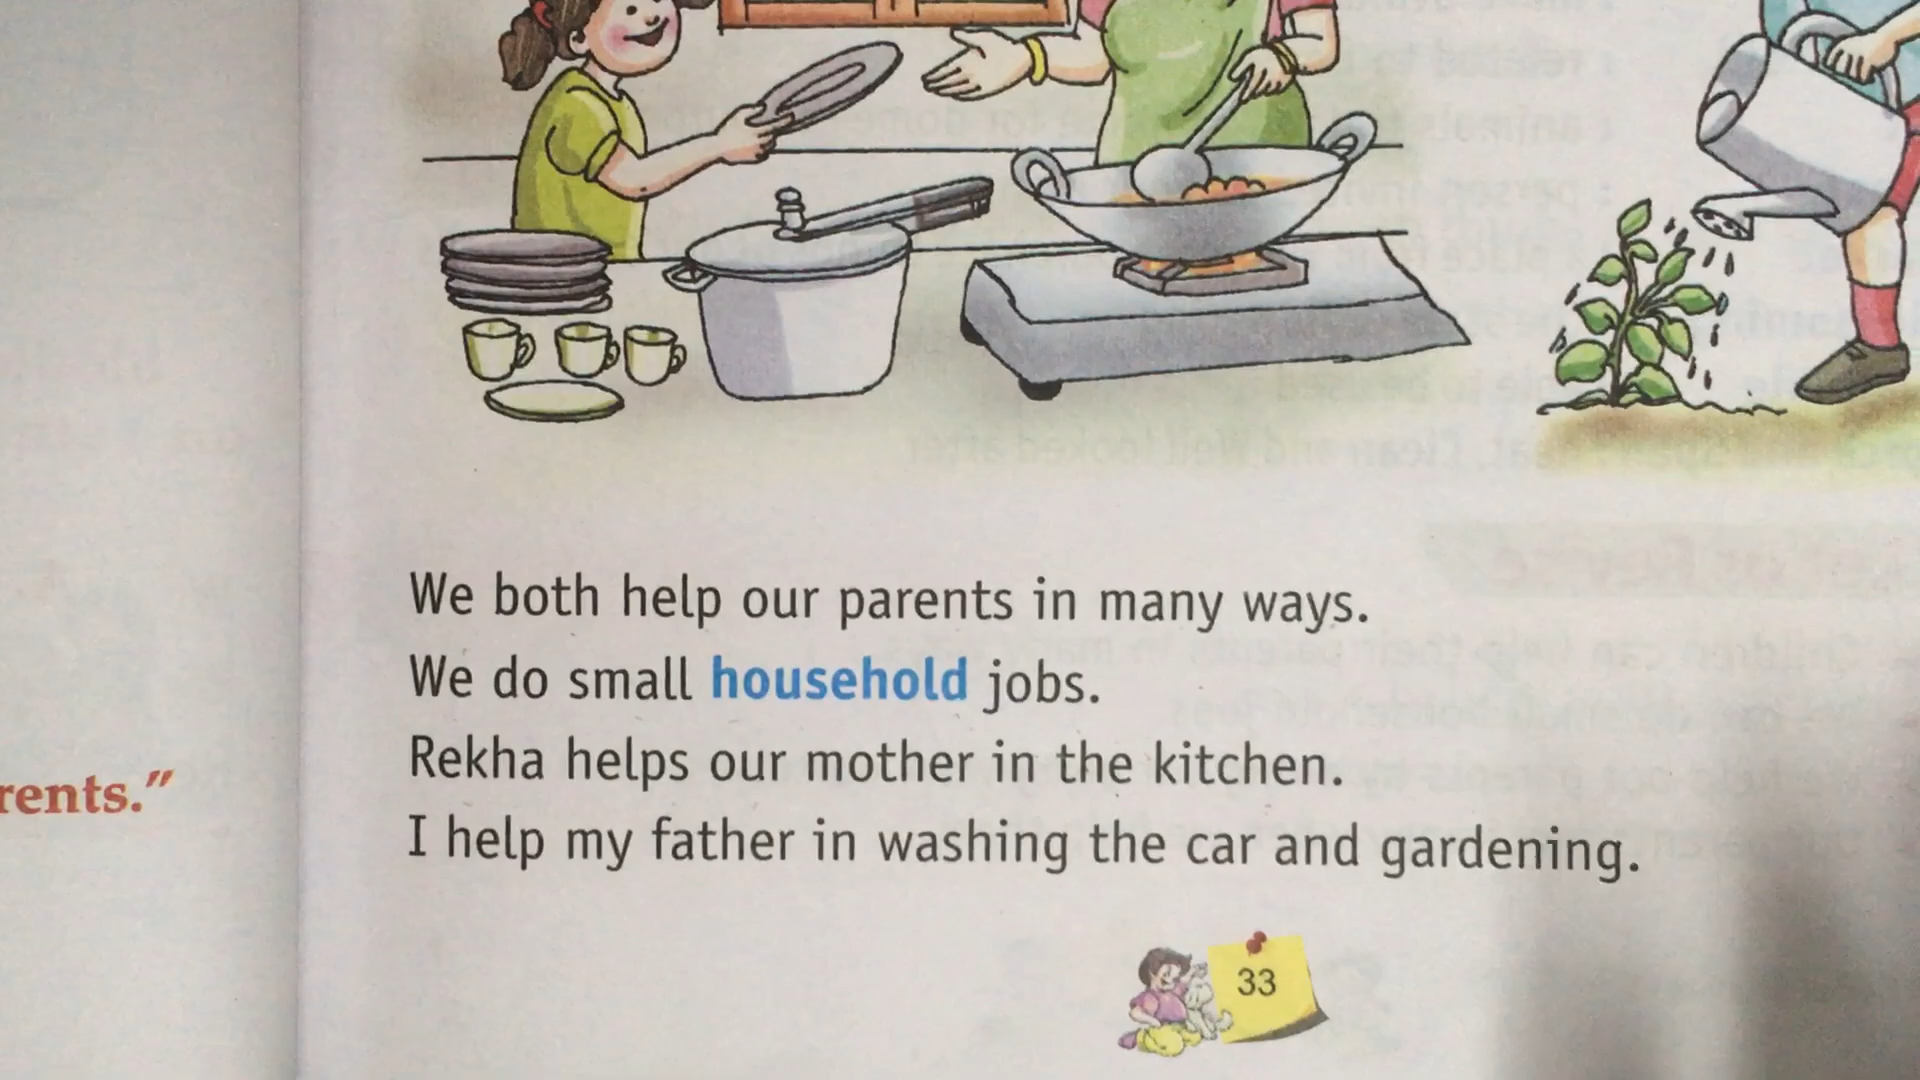 We both help our parents in many ways.
We do small household jobs.
Rekha helps our mother in the kitchen.
I help my father in washing the car and gardening.
rents.”
33